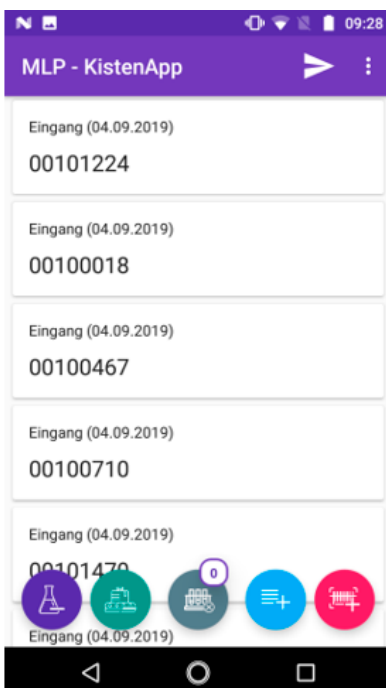 09:28
MLP - KistenApp
Eingang (04.09.2019)
00101224
Eingang (04.09.2019)
00100018
Eingang (04.09.2019)
00100467
Eingang (04.09.2019)
00100710
Eingang (04.09.2019)
0
Eingang (04.09.2019)